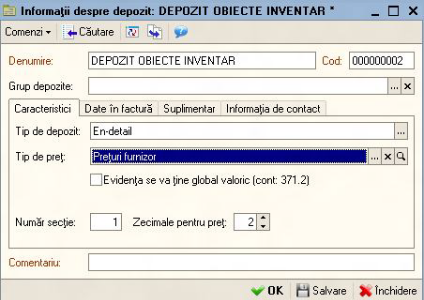 Informaţii despre depozit: DEPOZIT OBIECTE INVENTAR *
Comenzi Căutare
Denumire: DEPOZIT OBIECTE INVENTAR Cod: 000000002
Grup depozite: ... x
Caracteristici Date în factură Suplimentar Informaţia de contact
Tip de depozit: En-detail ...
Tip de preţ: Preţuri furnizor ... x
Evidenţa se va ţine global valoric (cont: 371.2)
Număr secţie: 1 Zecimale pentru preţ: 2
Comentariu:
OK Salvare Închidere